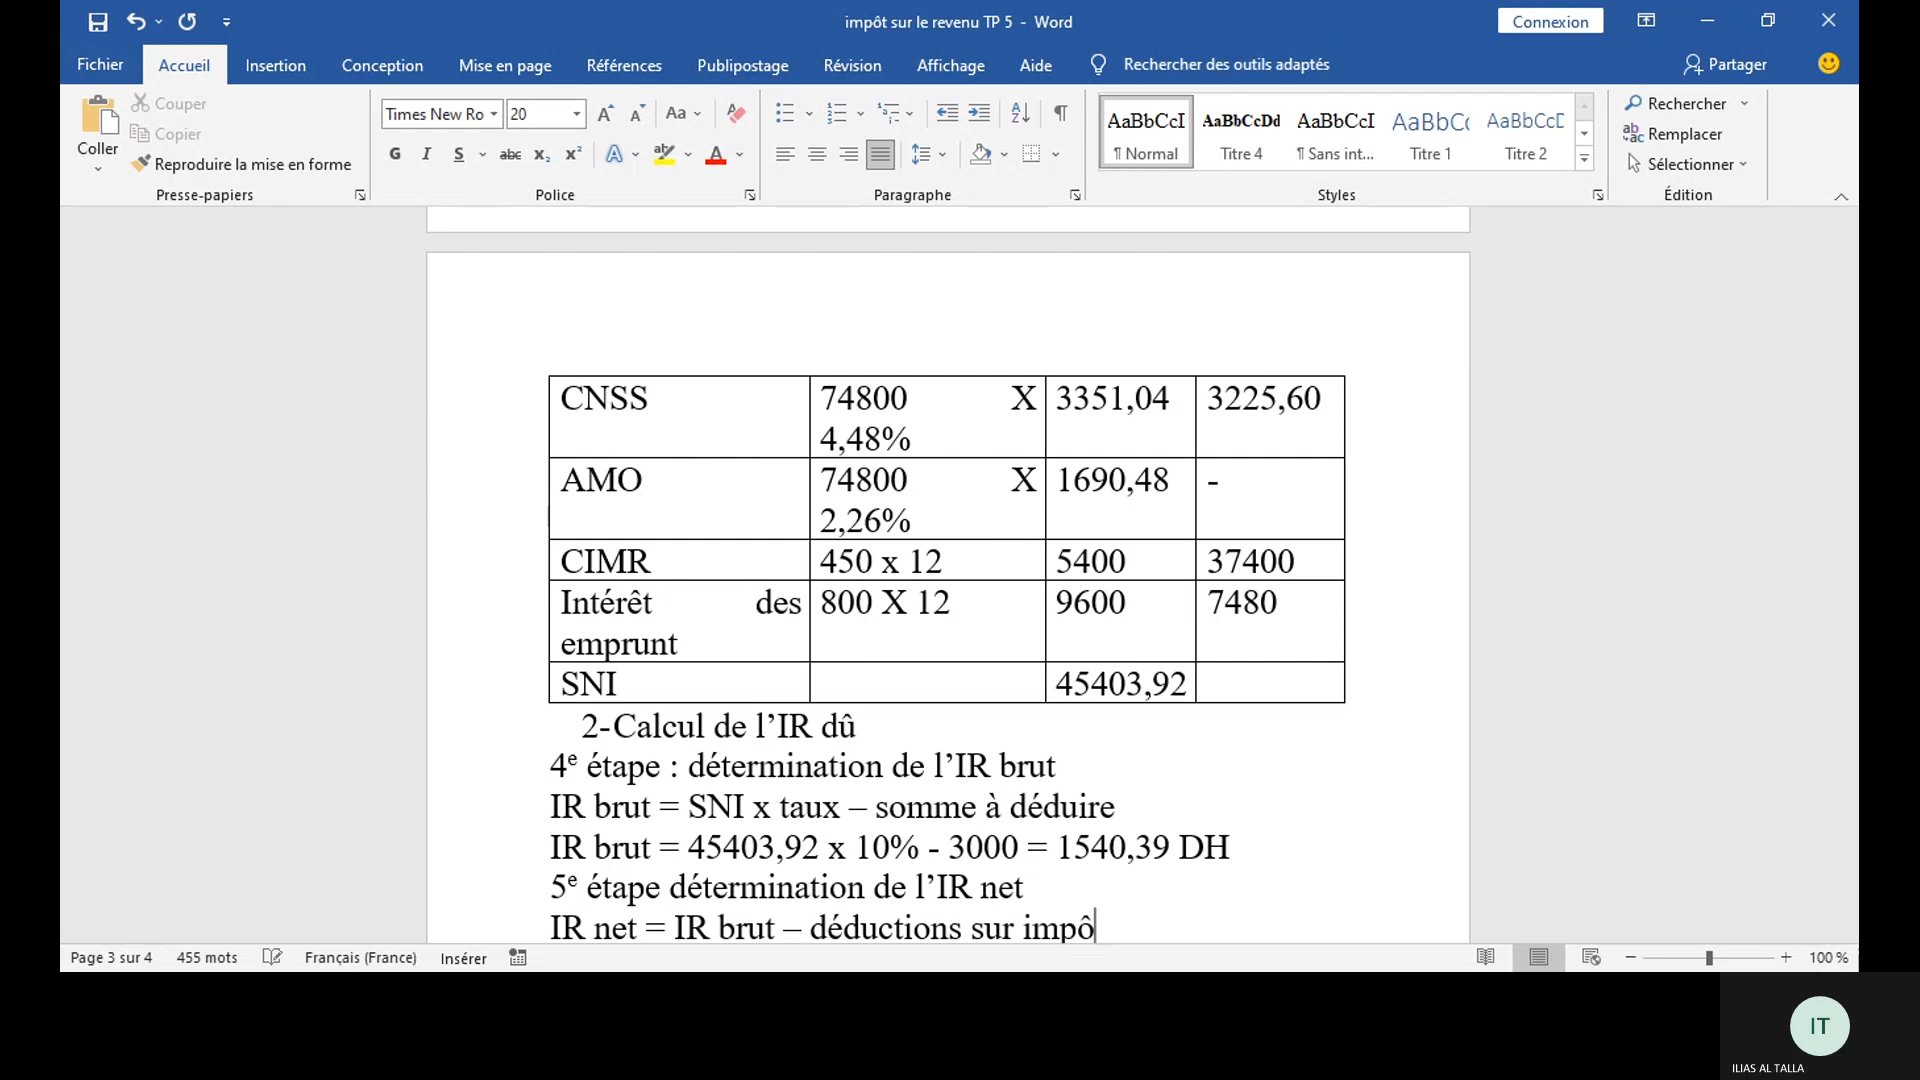 impôt sur le revenu TP 5 - Word
Connexion
Fichier Accueil Insertion Conception Mise en page Références Publipostage Révision Affichage Aide Rechercher des outils adaptés Partager
Coller
Couper
Copier
Reproduire la mise en forme
Presse-papiers
Times New Ro 20
G I S abc x₂ x²
Police
Paragraphe
AaBbCcI AaBbCcDd AaBbCcI AaBbCc AaBbCcD
¶ Normal Titre 4 ¶ Sans int... Titre 1 Titre 2
Styles
Rechercher
Remplacer
Sélectionner
Édition
CNSS 74800 X 3351,04 3225,60
4,48%
AMO 74800 X 1690,48 -
2,26%
CIMR 450 x 12 5400 37400
Intérêt des 800 X 12 9600 7480
emprunt
SNI 45403,92
2-Calcul de l’IR dû
4e étape : détermination de l’IR brut
IR brut = SNI x taux – somme à déduire
IR brut = 45403,92 x 10% - 3000 = 1540,39 DH
5e étape détermination de l’IR net
IR net = IR brut – déductions sur impô
Page 3 sur 4 455 mots Français (France) Insérer 100 %
IT
ILIAS AL TALLA